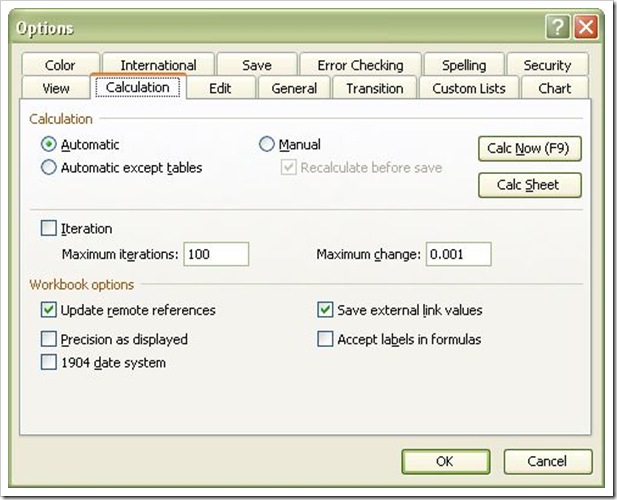 Options
Color International Save Error Checking Spelling Security
View Calculation Edit General Transition Custom Lists Chart
Calculation
Automatic Manual Calc Now (F9)
Automatic except tables Recalculate before save
Calc Sheet
Iteration
Maximum iterations: 100 Maximum change: 0.001
Workbook options
Update remote references Save external link values
Precision as displayed Accept labels in formulas
1904 date system
OK Cancel